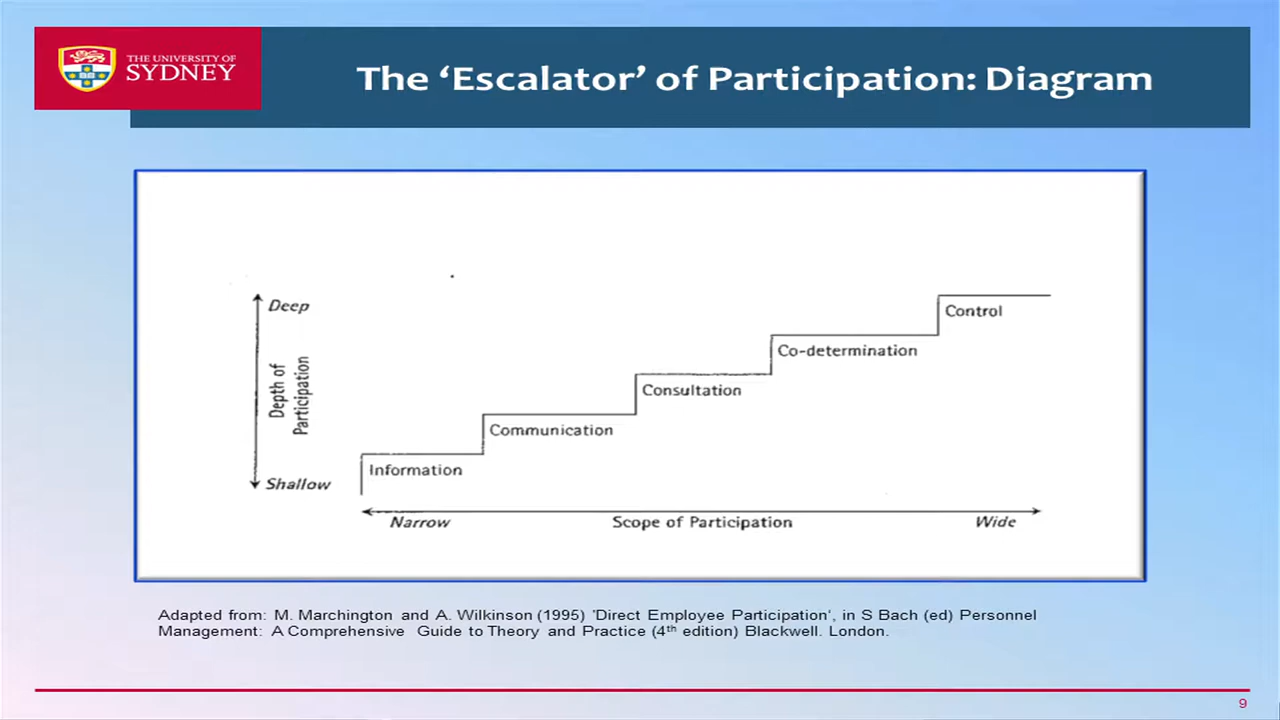 THE UNIVERSITY OF
SYDNEY
The ‘Escalator’ of Participation: Diagram
Deep
Depth of
Participation
Shallow
Control
Co-determination
Consultation
Communication
Information
Narrow
Scope of Participation
Wide
Adapted from: M. Marchington and A. Wilkinson (1995) ’Direct Employee Participation‘, in S Bach (ed) Personnel
Management: A Comprehensive Guide to Theory and Practice (4th edition) Blackwell. London.
9